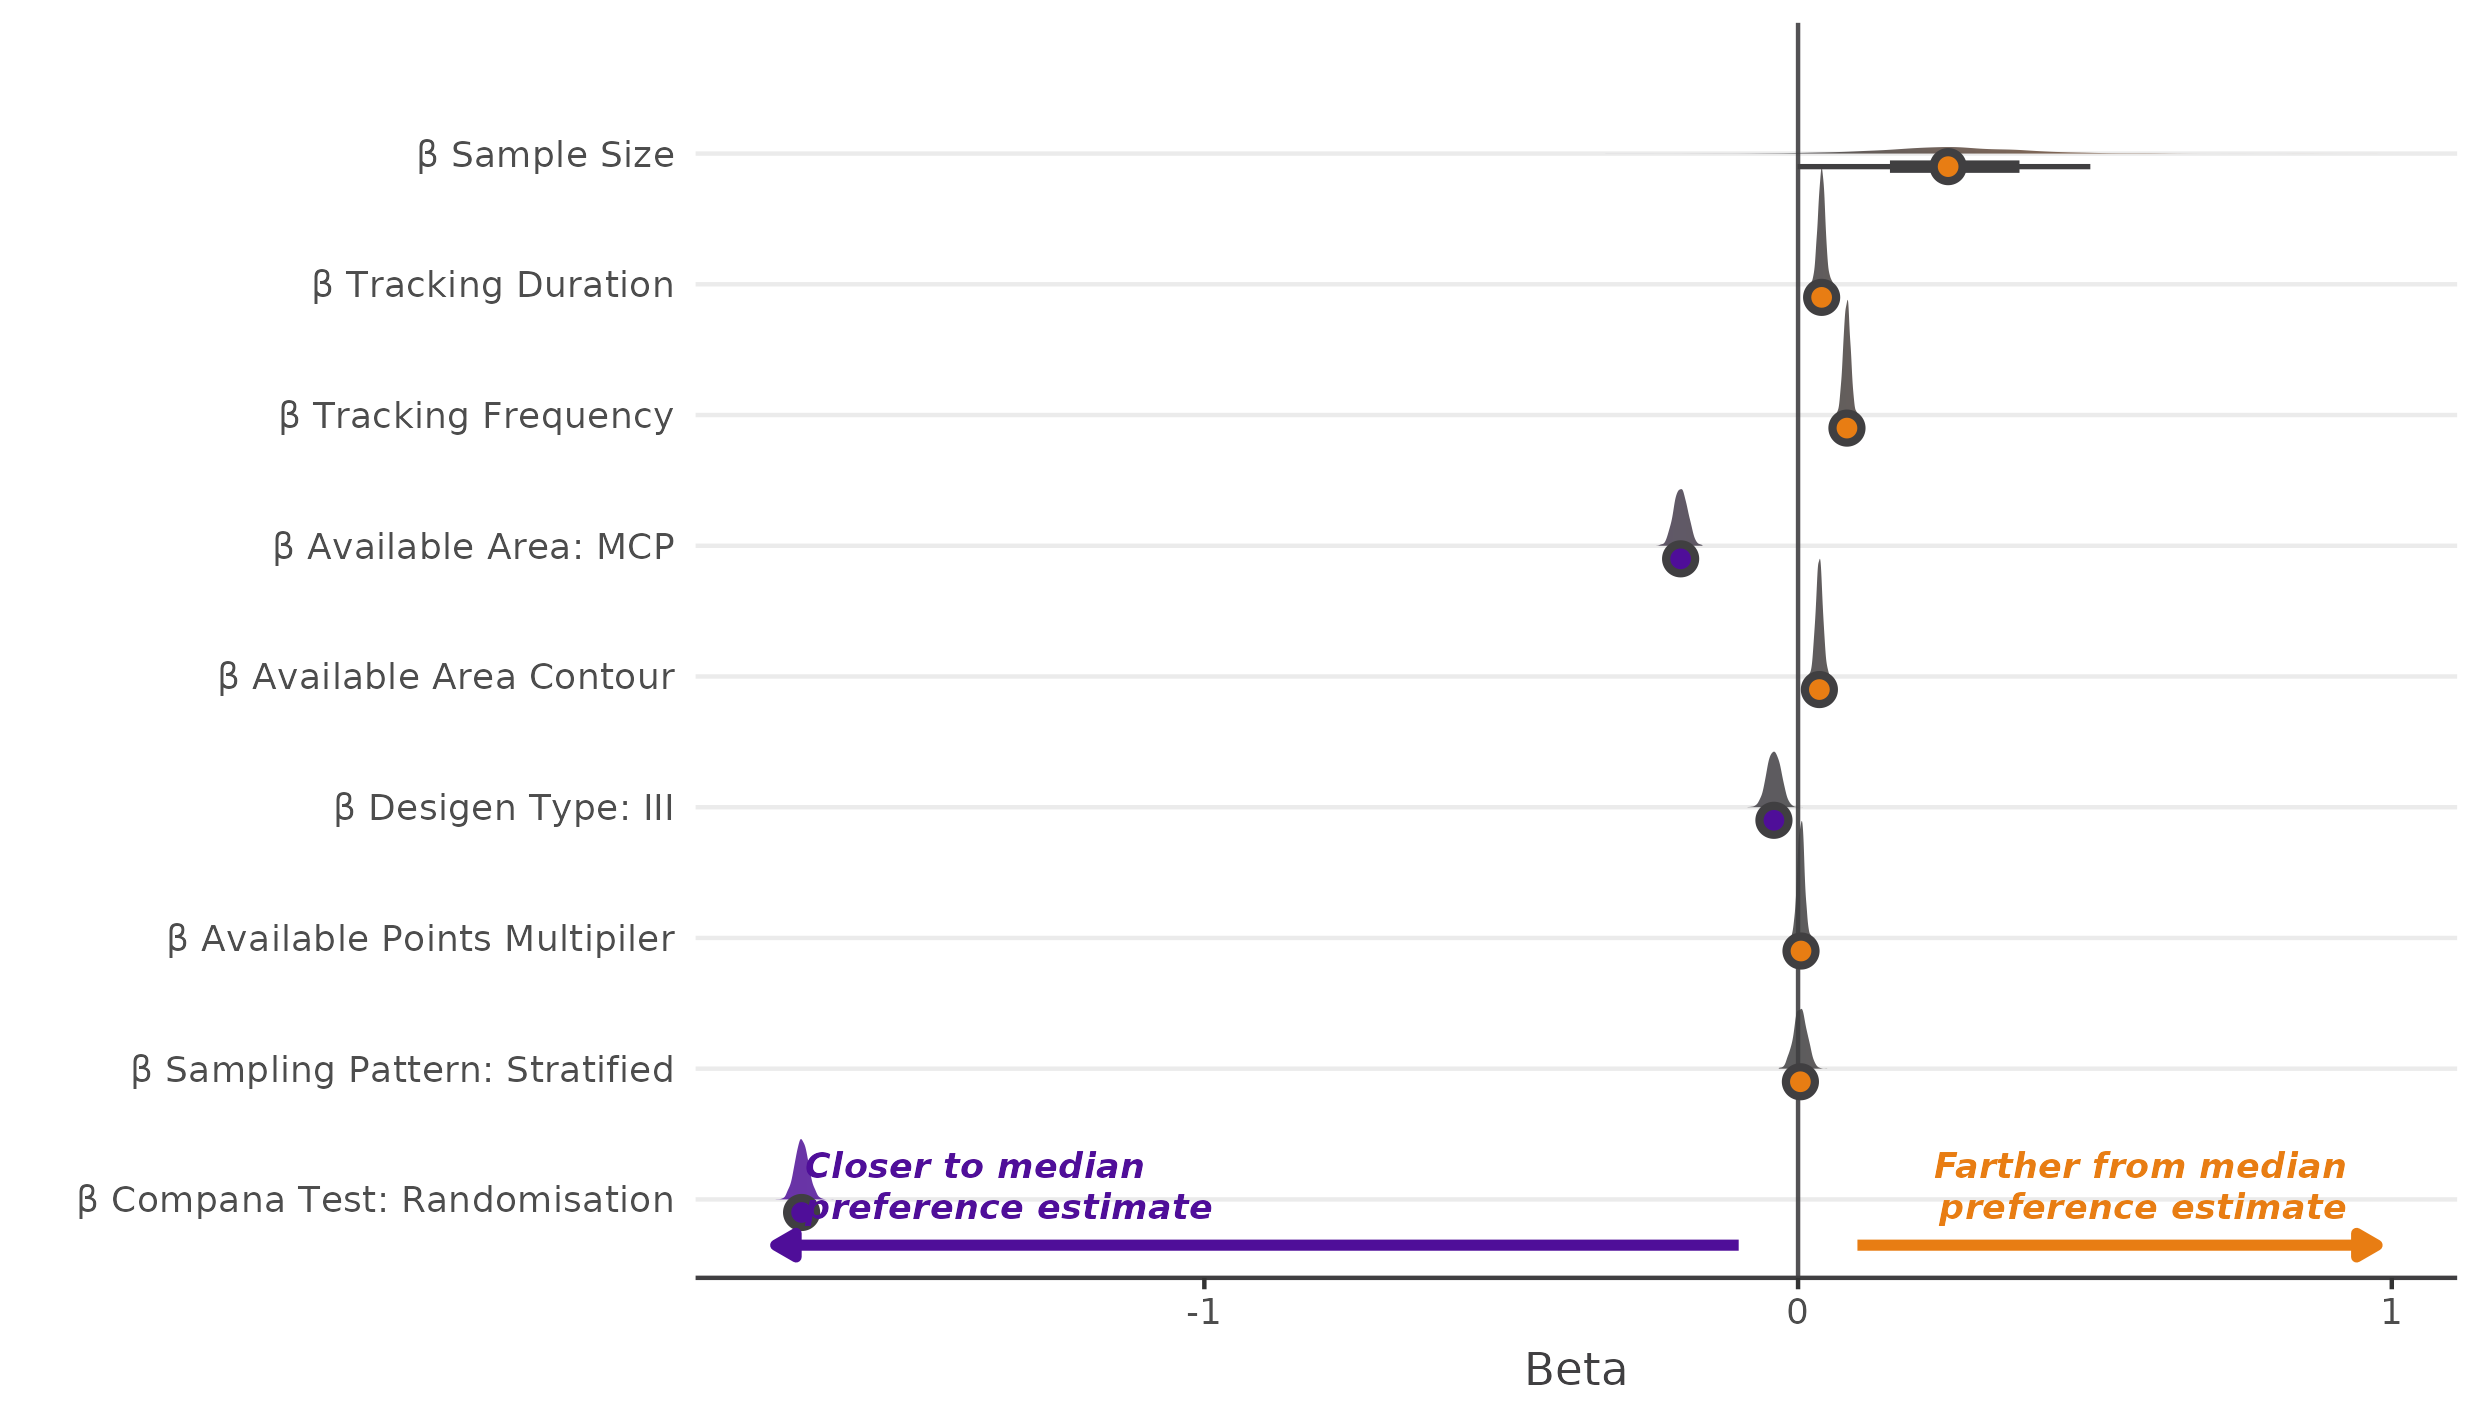 β Sample Size
β Tracking Duration
β Tracking Frequency
β Available Area: MCP
β Available Area Contour
β Desigen Type: III
β Available Points Multipiler
β Sampling Pattern: Stratified
β Compana Test: Randomisation
Closer to median
preference estimate
Farther from median
preference estimate
-1
0
1
Beta